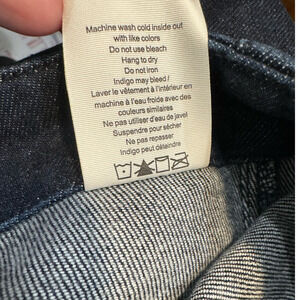 Machine wash cold inside out
with like colors
Do not use bleach
Hang to dry
Do not iron
Indigo may bleed /
Laver le vêtement à l'intérieur en
machine à l'eau froide avec des
couleurs similaires
Ne pas utiliser d'eau de javel
Suspendre pour sécher
Ne pas repasser
Indigo peut déteindre